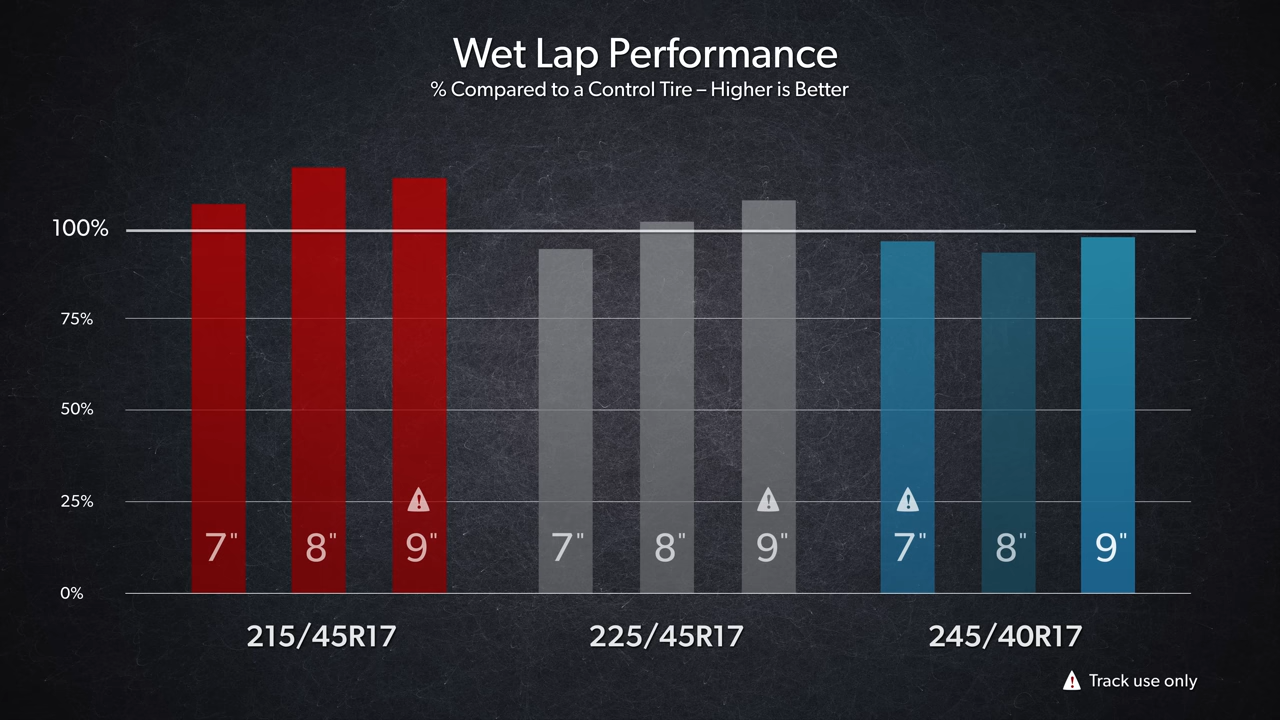 Wet Lap Performance
% Compared to a Control Tire – Higher is Better
100%
75%
50%
25%
0%
7" 8" 9" 7" 8" 9" 7" 8" 9"
215/45R17 225/45R17 245/40R17
Track use only